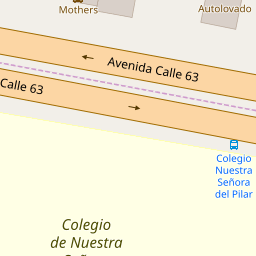 Mothers
Autolovado
Avenida Calle 63
Calle 63
Colegio
Nuestra
Señora
del Pilar
Colegio
de Nuestra